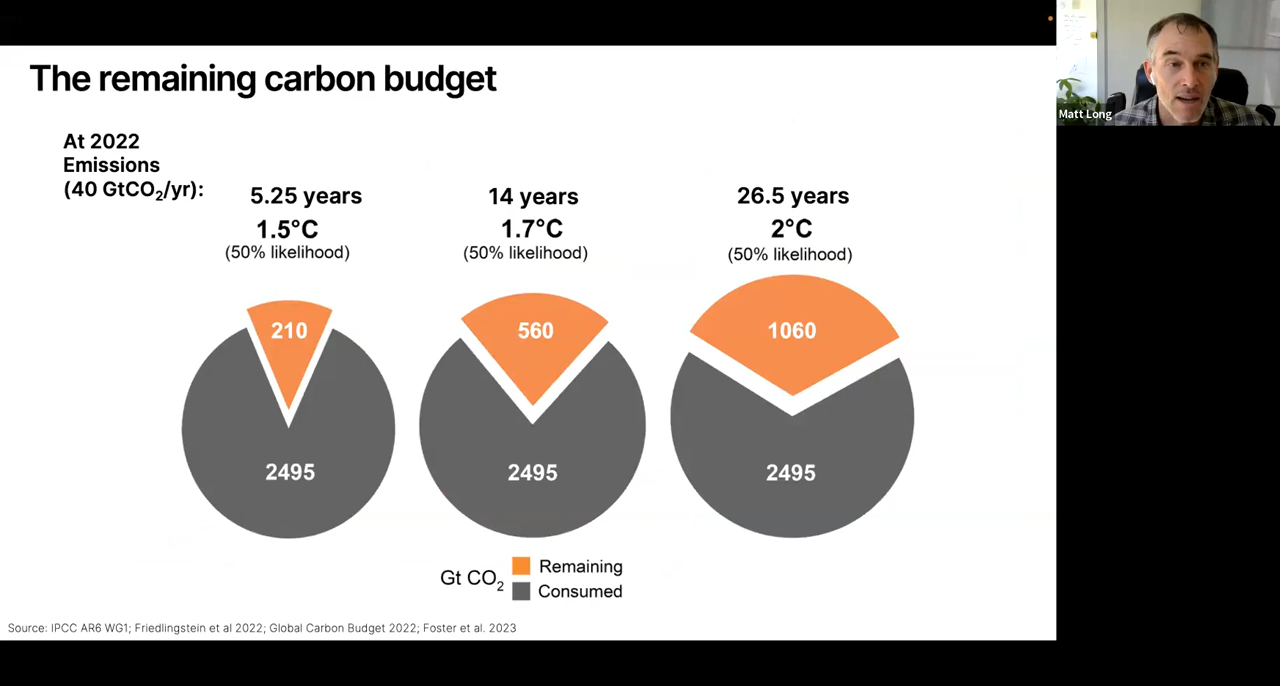 The remaining carbon budget
Matt Long
At 2022
Emissions
(40 GtCO₂/yr):
5.25 years
14 years
26.5 years
1.5°C
1.7°C
2°C
(50% likelihood)
(50% likelihood)
(50% likelihood)
210
560
1060
2495
2495
2495
Gt CO₂
Remaining
Consumed
Source: IPCC AR6 WG1; Friedlingstein et al 2022; Global Carbon Budget 2022; Foster et al. 2023